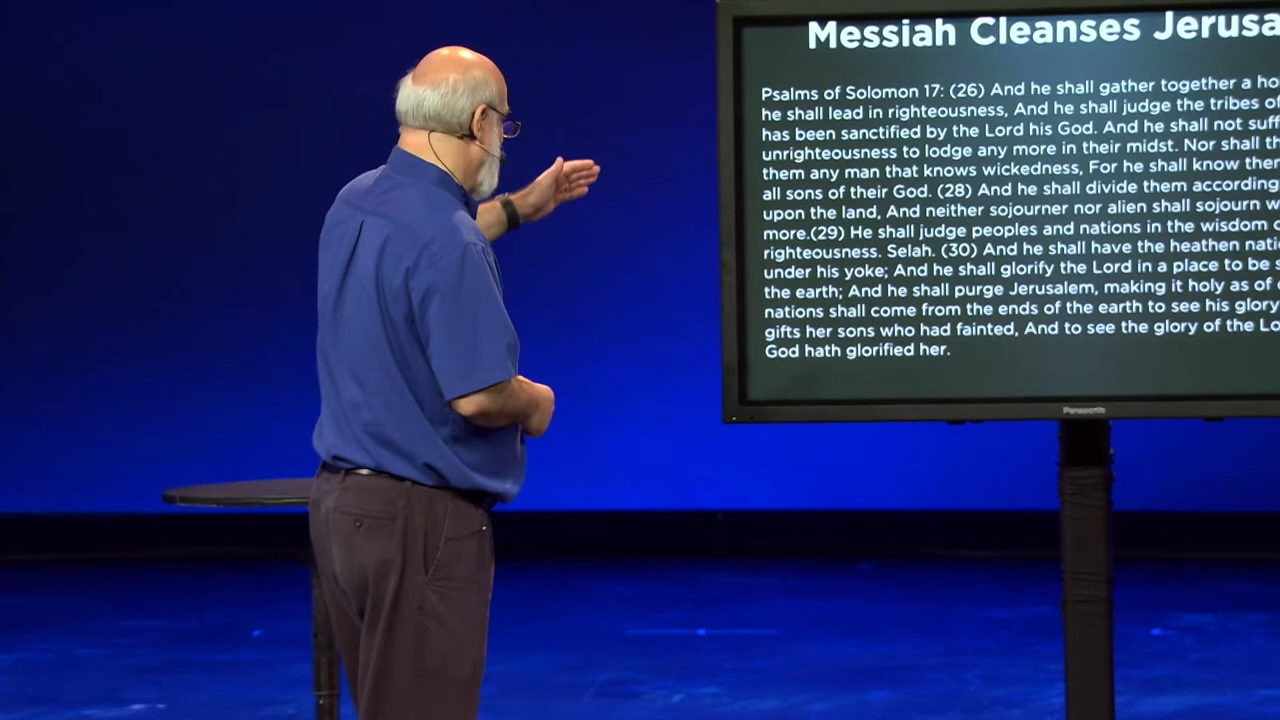 Messiah Cleanses Jerusa
Psalms of Solomon 17: (26) And he shall gather together a ho
he shall lead in righteousness, And he shall judge the tribes of
has been sanctified by the Lord his God. And he shall not suff
unrighteousness to lodge any more in their midst. Nor shall th
them any man that knows wickedness, For he shall know ther
all sons of their God. (28) And he shall divide them according
upon the land, And neither sojourner nor alien shall sojourn w
more.(29) He shall judge peoples and nations in the wisdom o
righteousness. Selah. (30) And he shall have the heathen nati
under his yoke; And he shall glorify the Lord in a place to be s
the earth; And he shall purge Jerusalem, making it holy as of o
nations shall come from the ends of the earth to see his glory
gifts her sons who had fainted, And to see the glory of the Lo
God hath glorified her.
Panasonic